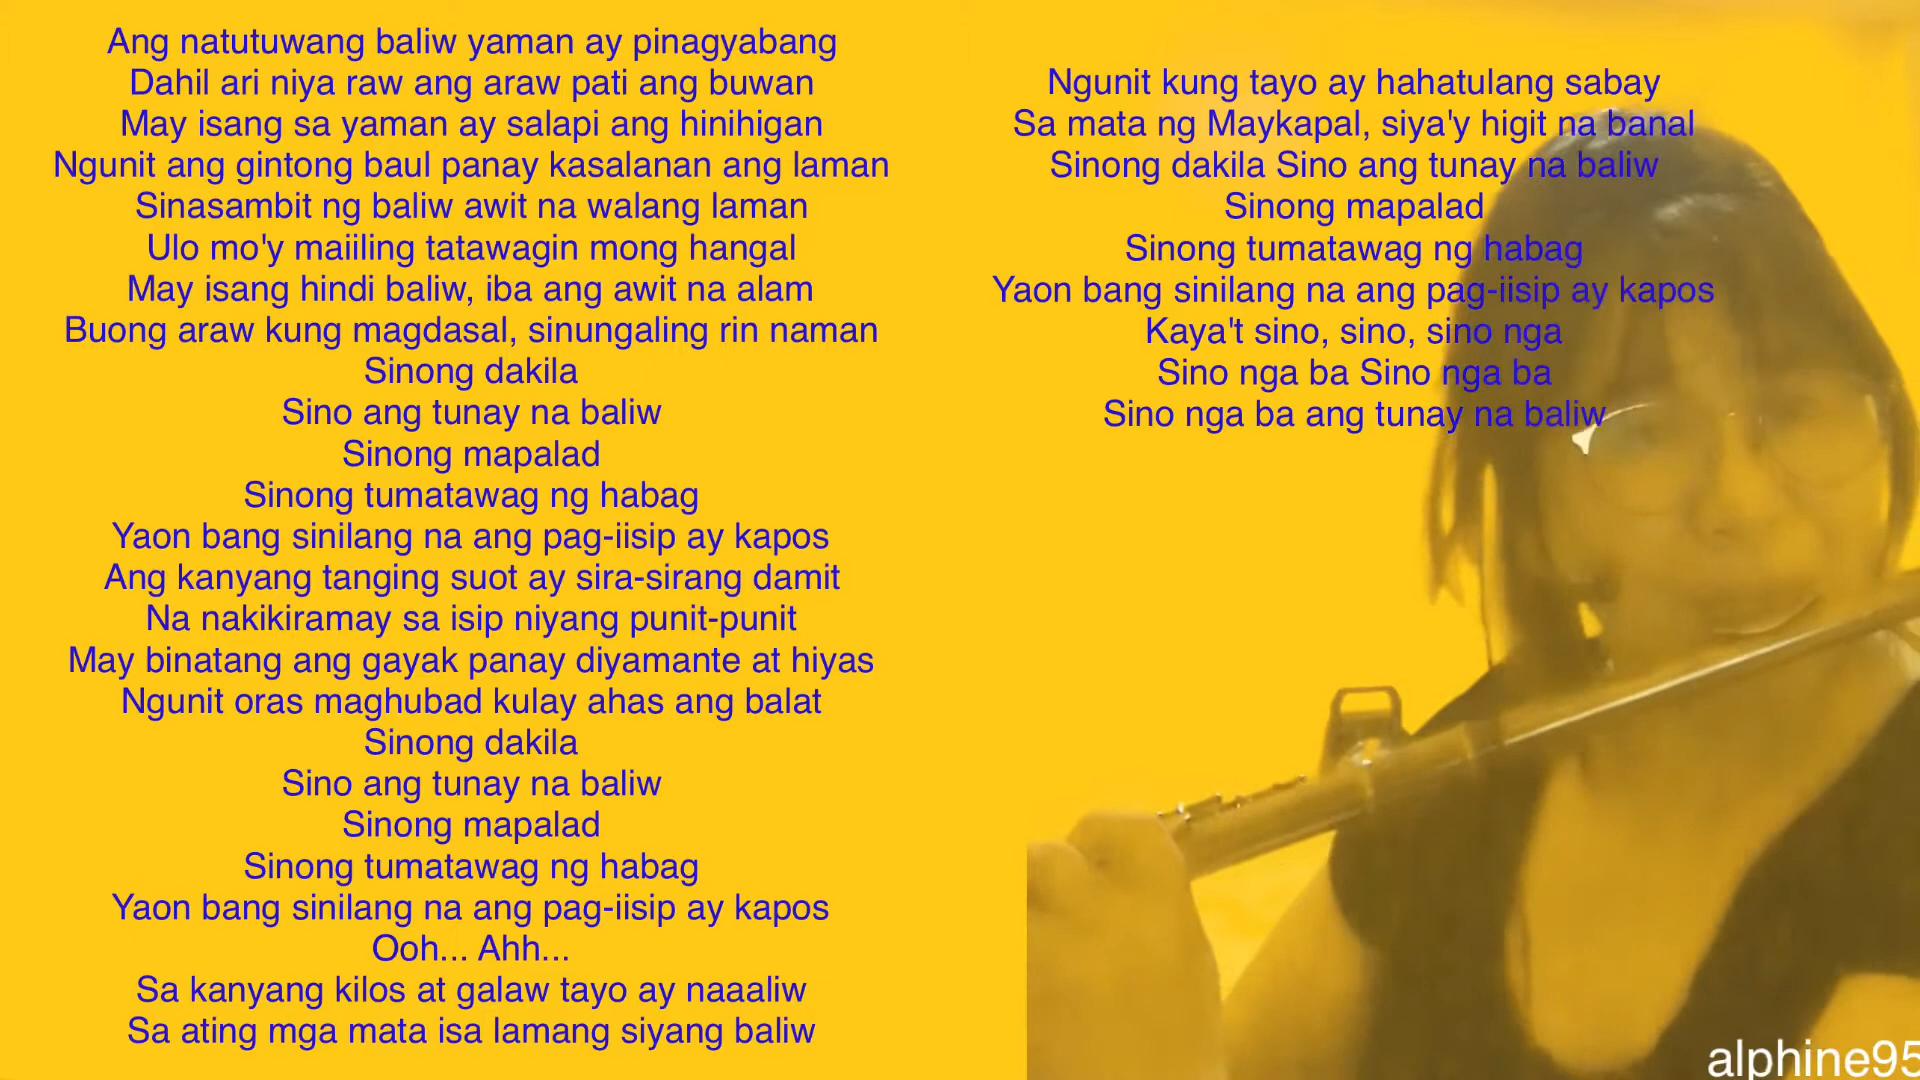 Ang natutuwang baliw yaman ay pinagyabang
Dahil ari niya raw ang araw pati ang buwan
May isang sa yaman ay salapi ang hinihigan
Ngunit ang gintong baul panay kasalanan ang laman
Sinasambit ng baliw awit na walang laman
Ulo mo'y maiiling tatawagin mong hangal
May isang hindi baliw, iba ang awit na alam
Buong araw kung magdasal, sinungaling rin naman
Sinong dakila
Sino ang tunay na baliw
Sinong mapalad
Sinong tumatawag ng habag
Yaon bang sinilang na ang pag-iisip ay kapos
Ang kanyang tanging suot ay sira-sirang damit
Na nakikiramay sa isip niyang punit-punit
May binatang ang gayak panay diyamante at hiyas
Ngunit oras maghubad kulay ahas ang balat
Sinong dakila
Sino ang tunay na baliw
Sinong mapalad
Sinong tumatawag ng habag
Yaon bang sinilang na ang pag-iisip ay kapos
Ooh... Ahh...
Sa kanyang kilos at galaw tayo ay naaaliw
Sa ating mga mata isa lamang siyang baliw
Ngunit kung tayo ay hahatulang sabay
Sa mata ng Maykapal, siya'y higit na banal
Sinong dakila Sino ang tunay na baliw
Sinong mapalad
Sinong tumatawag ng habag
Yaon bang sinilang na ang pag-iisip ay kapos
Kaya't sino, sino, sino nga
Sino nga ba Sino nga ba
Sino nga ba ang tunay na baliw
alphine95